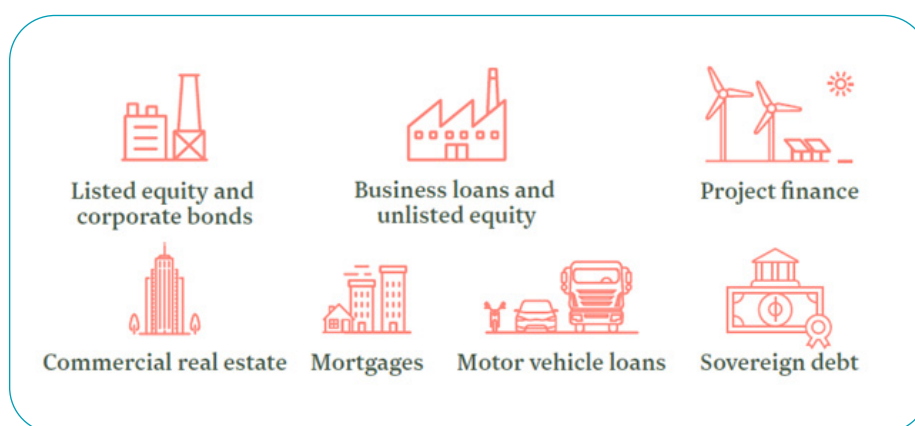 Listed equity and
corporate bonds
Business loans and
unlisted equity
Project finance
Commercial real estate
Mortgages
Motor vehicle loans
Sovereign debt